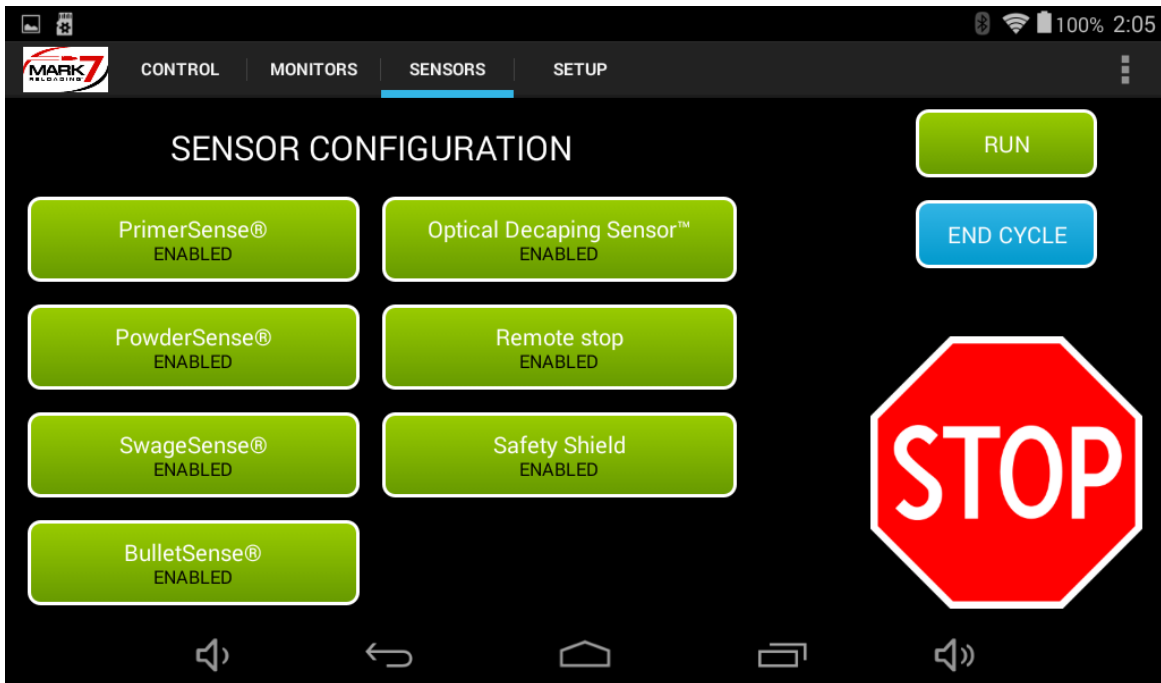 100% 2:05
MARK 7
RELOADING
CONTROL
MONITORS
SENSORS
SETUP
SENSOR CONFIGURATION
RUN
PrimerSense®
ENABLED
Optical Decaping Sensor™
ENABLED
END CYCLE
PowderSense®
ENABLED
Remote stop
ENABLED
SwageSense®
ENABLED
Safety Shield
ENABLED
STOP
BulletSense®
ENABLED